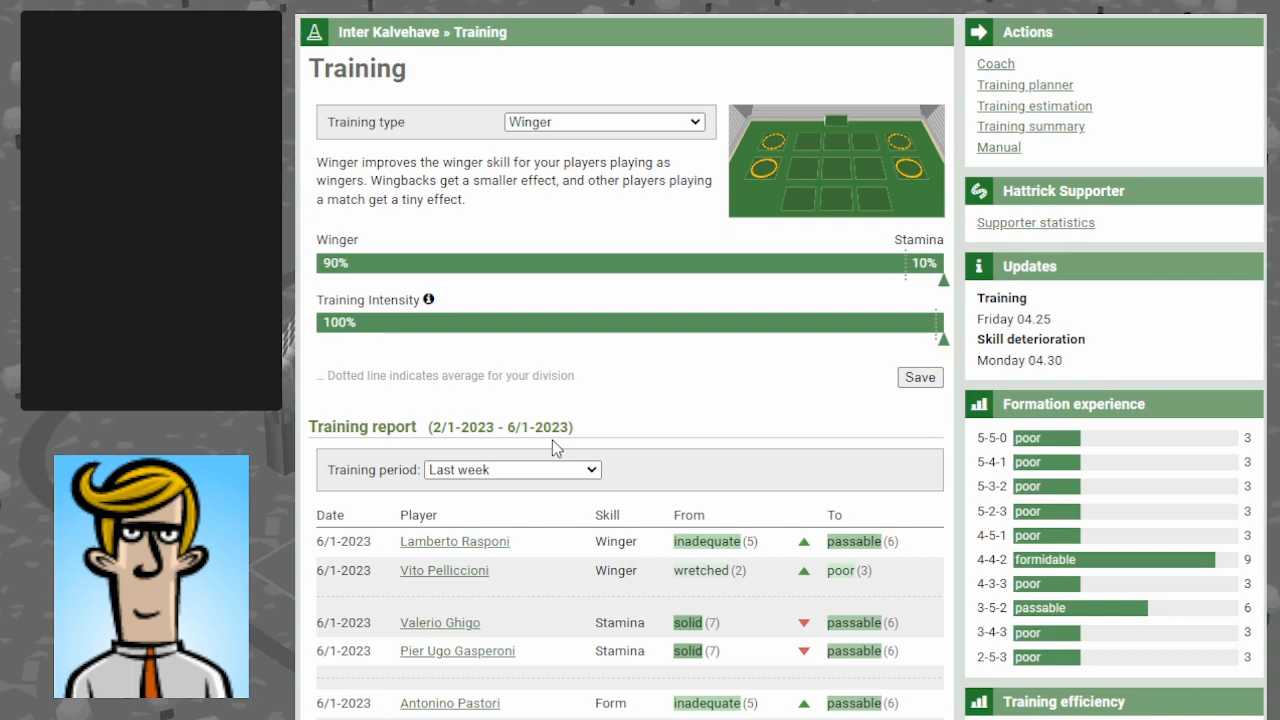 Inter Kalvehave » Training
Training
Training type
Winger
Winger improves the winger skill for your players playing as
wingers. Wingbacks get a smaller effect, and other players playing
a match get a tiny effect.
Winger
Stamina
90%
10%
Training Intensity
100%
... Dotted line indicates average for your division
Save
Training report (2/1-2023 - 6/1-2023)
Training period: Last week
Date Player Skill From To
6/1-2023 Lamberto Rasponi Winger inadequate (5) passable (6)
6/1-2023 Vito Pelliccioni Winger wretched (2) poor (3)
6/1-2023 Valerio Ghigo Stamina solid (7) passable (6)
6/1-2023 Pier Ugo Gasperoni Stamina solid (7) passable (6)
6/1-2023 Antonino Pastori Form inadequate (5) passable (6)
Actions
Coach
Training planner
Training estimation
Training summary
Manual
Hattrick Supporter
Supporter statistics
Updates
Training
Friday 04.25
Skill deterioration
Monday 04.30
Formation experience
5-5-0 poor 3
5-4-1 poor 3
5-3-2 poor 3
5-2-3 poor 3
4-5-1 poor 3
4-4-2 formidable 9
4-3-3 poor 3
3-5-2 passable 6
3-4-3 poor 3
2-5-3 poor 3
Training efficiency